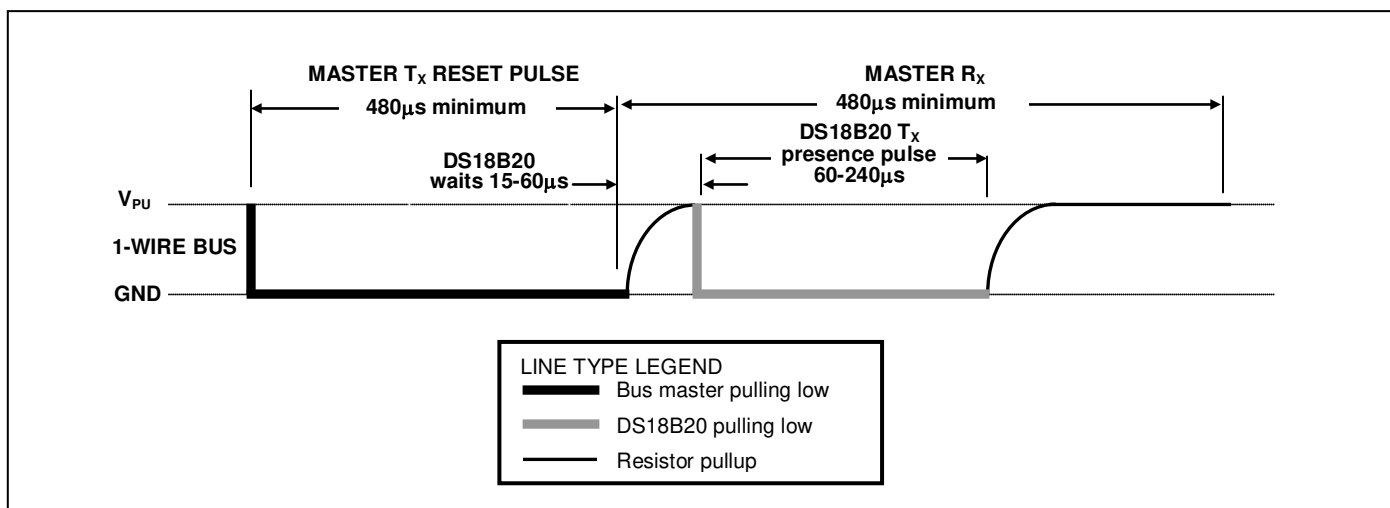 MASTER TX RESET PULSE
480µs minimum
MASTER RX
480µs minimum
DS18B20 TX
presence pulse
60-240µs
DS18B20
waits 15-60µs
VPU
1-WIRE BUS
GND
LINE TYPE LEGEND
Bus master pulling low
DS18B20 pulling low
Resistor pullup